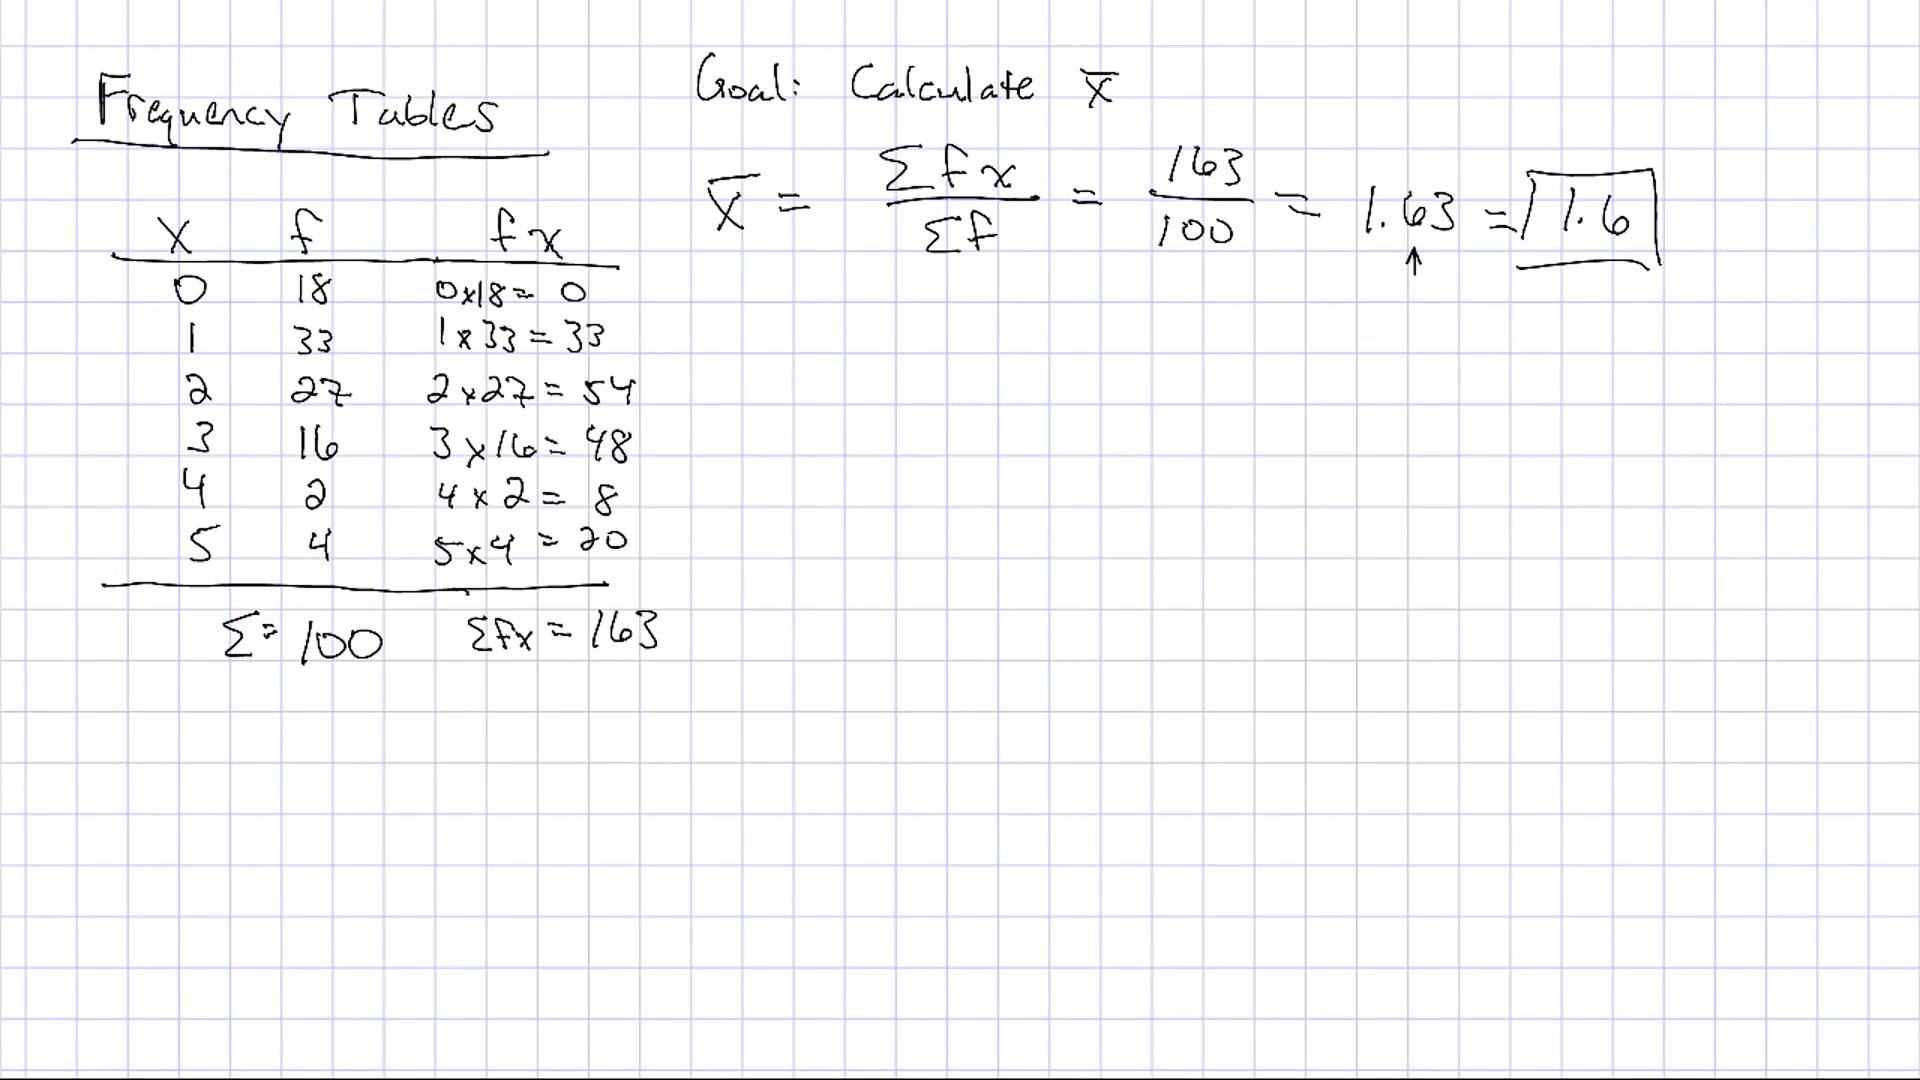 Frequency Tables
x f fx
0 18 0x18= 0
1 33 1x33=33
2 27 2x27=54
3 16 3x16=48
4 2 4x2= 8
5 4 5x4 = 20
Σ= 100 Σfx = 163
Goal: Calculate x̄
x̄ = Σfx / Σf = 163 / 100 = 1.63 = 1.6
↑